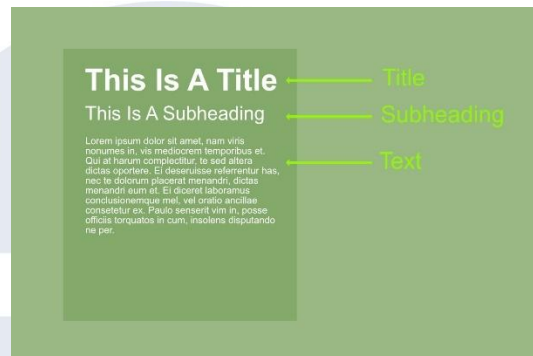 This Is A Title
Title
This Is A Subheading
Subheading
Lorem ipsum dolor sit amet, nam viris
nonumes in, vis mediocrem temporibus et.
Text
Qui at harum complectitur, te sed altera
dictas oportere. Ei deseruisse referrentur has,
nec te dolorum placerat menandri, dictas
menandri eum et. Ei diceret laboramus
conclusionemque mel, vel oratio ancillae
consetetur ex. Paulo senserit vim in, posse
officiis torquatos in cum, insolens disputando
ne per.